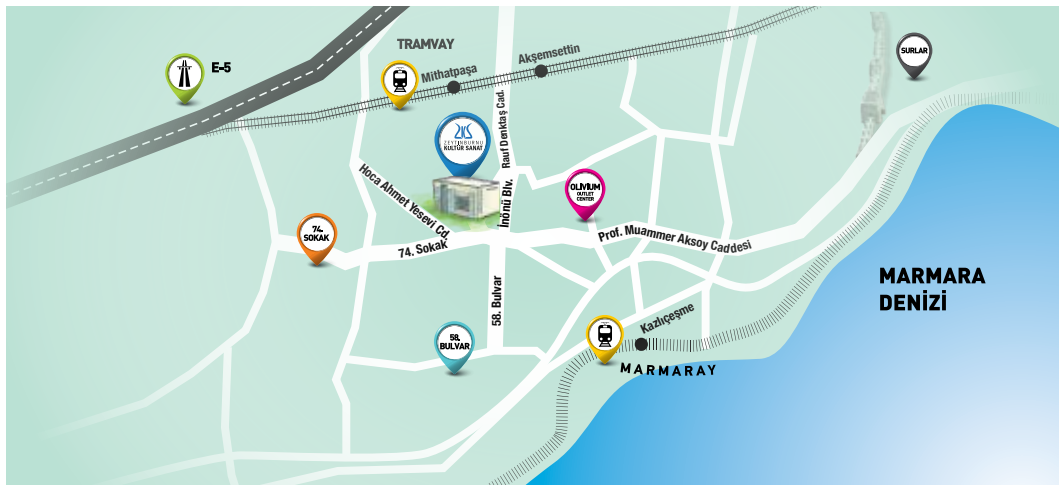 E-5
TRAMVAY
Mithatpaşa
Akşemsettin
SURLAR
ZKS
ZEYTİNBURNU
KÜLTÜR SANAT
Rauf Denktaş Cad.
İnönü Blv.
Hoca Ahmet Yesevi Cd.
OLIVIUM
OUTLET
CENTER
74.
SOKAK
74. Sokak
Prof. Muammer Aksoy Caddesi
58. Bulvar
58.
BULVAR
Kazlıçeşme
MARMARAY
MARMARA
DENİZİ